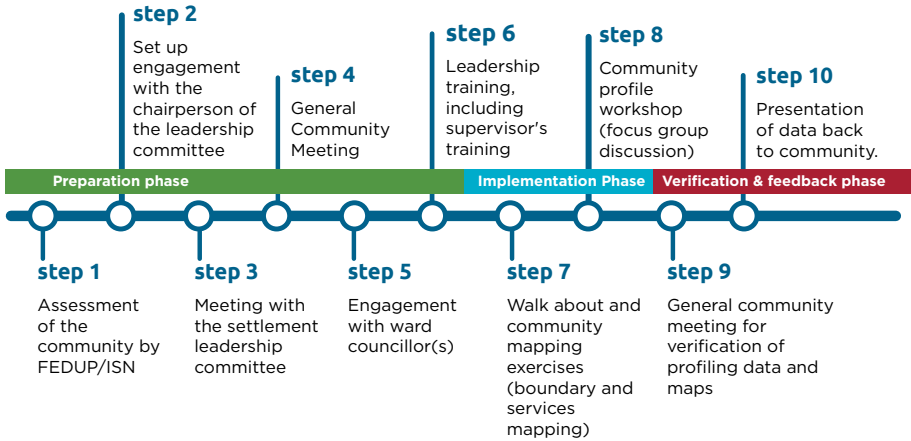 step 2
Set up
engagement
with the
chairperson of
the leadership
committee
step 4
General
Community
Meeting
step 6
Leadership
training,
including
supervisor's
training
step 8
Community
profile
workshop
(focus group
discussion)
step 10
Presentation
of data back
to community.
Preparation phase
Implementation Phase
Verification & feedback phase
step 1
Assessment
of the
community by
FEDUP/ISN
step 3
Meeting with
the settlement
leadership
committee
step 5
Engagement
with ward
councillor(s)
step 7
Walk about and
community
mapping
exercises
(boundary and
services
mapping)
step 9
General community
meeting for
verification of
profiling data and
maps